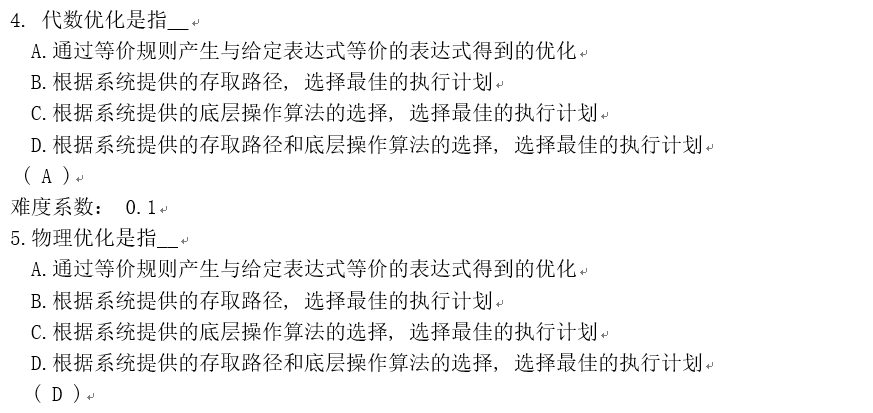 4. 代数优化是指__
A.通过等价规则产生与给定表达式等价的表达式得到的优化
B.根据系统提供的存取路径, 选择最佳的执行计划
C.根据系统提供的底层操作算法的选择, 选择最佳的执行计划
D.根据系统提供的存取路径和底层操作算法的选择, 选择最佳的执行计划
( A )
难度系数: 0.1
5.物理优化是指__
A.通过等价规则产生与给定表达式等价的表达式得到的优化
B.根据系统提供的存取路径, 选择最佳的执行计划
C.根据系统提供的底层操作算法的选择, 选择最佳的执行计划
D.根据系统提供的存取路径和底层操作算法的选择, 选择最佳的执行计划
( D )